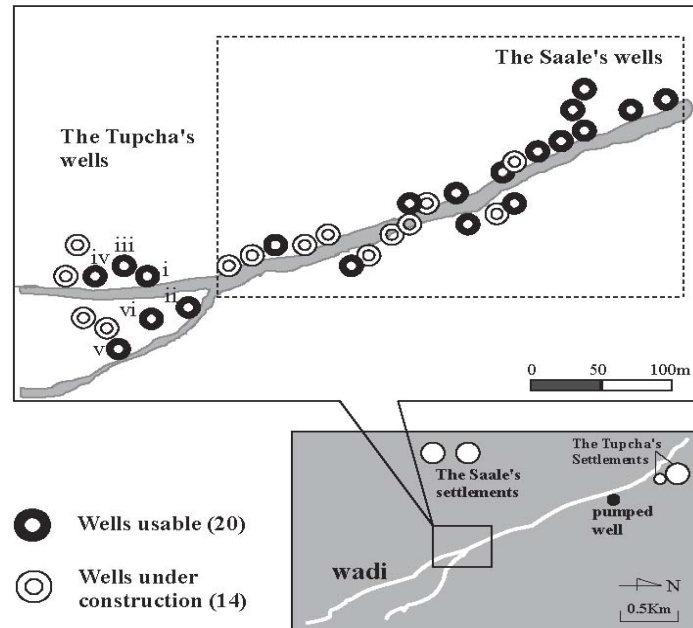 The Saale's wells
The Tupcha's
wells
iii
iv
i
ii
vi
v
0 50 100m
The Tupcha's
Settlements
The Saale's
settlements
pumped
well
wadi
N
0.5Km
Wells usable (20)
Wells under
construction (14)